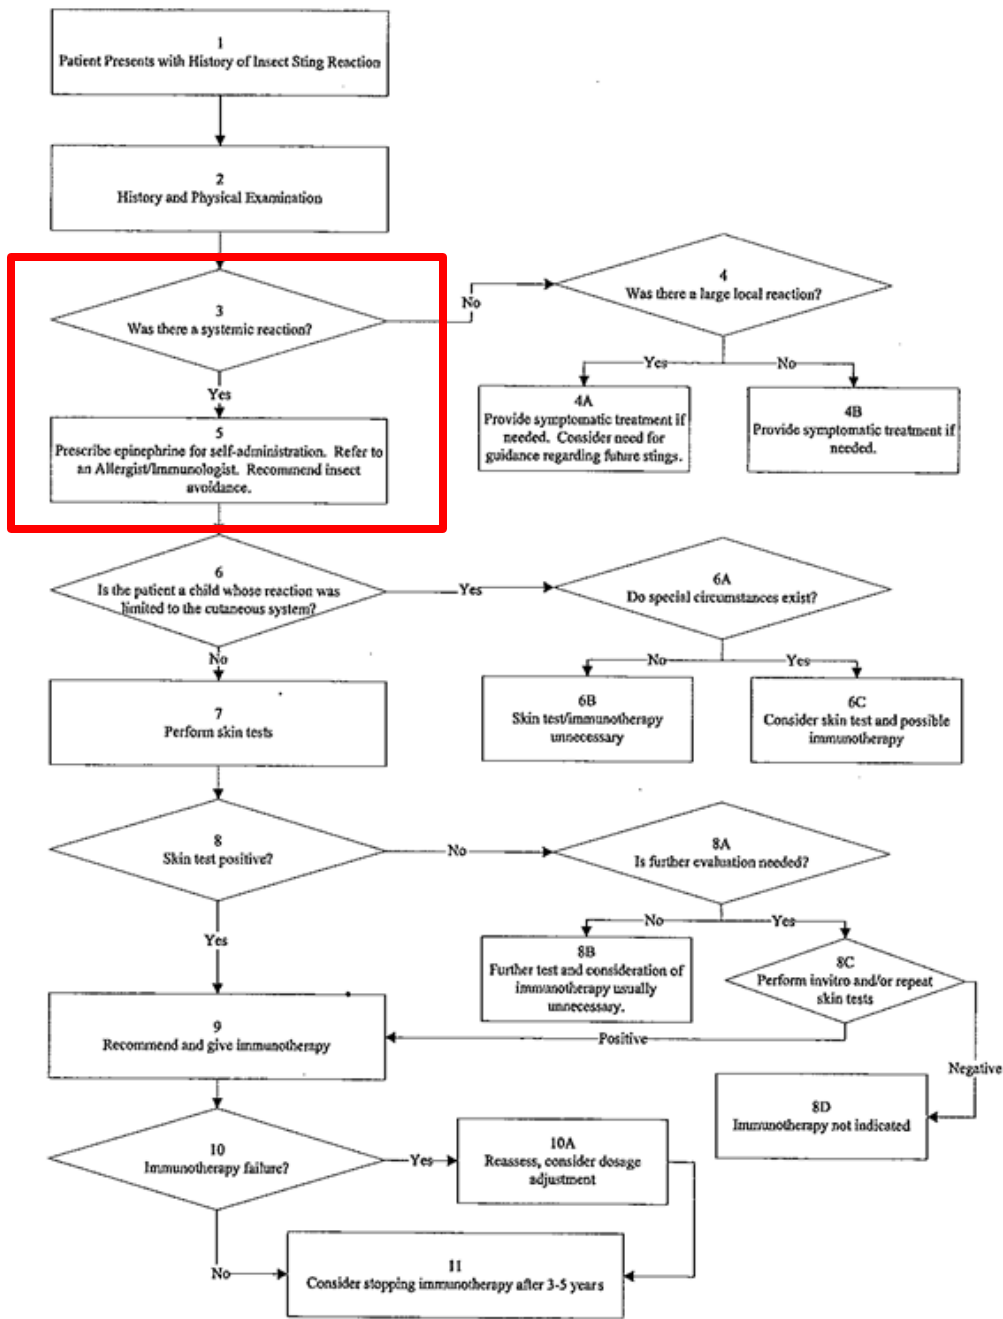 1
Patient Presents with History of Insect Sting Reaction
2
History and Physical Examination
3
Was there a systemic reaction?
No
4
Was there a large local reaction?
Yes
No
Yes
4A
Provide symptomatic treatment if
needed. Consider need for
guidance regarding future stings.
4B
Provide symptomatic treatment if
needed.
5
Prescribe epinephrine for self-administration. Refer to
an Allergist/Immunologist. Recommend insect
avoidance.
6
Is the patient a child whose reaction was
limited to the cutaneous system?
Yes
6A
Do special circumstances exist?
No
Yes
No
6B
Skin test/immunotherapy
unnecessary
6C
Consider skin test and possible
immunotherapy
7
Perform skin tests
8
Skin test positive?
No
8A
Is further evaluation needed?
No
Yes
Yes
8B
Further test and consideration of
immunotherapy usually
unnecessary.
8C
Perform invitro and/or repeat
skin tests
9
Recommend and give immunotherapy
Positive
Negative
8D
Immunotherapy not indicated
10
Immunotherapy failure?
Yes
10A
Reassess, consider dosage
adjustment
No
11
Consider stopping immunotherapy after 3-5 years